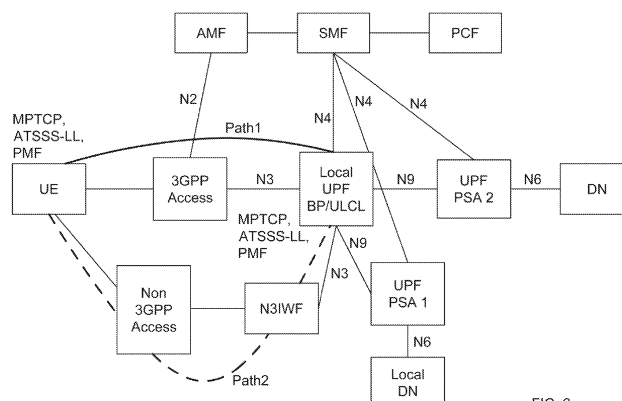 AMF
SMF
PCF
N2
N4
N4
N4
MPTCP,
ATSSS-LL,
PMF
Path1
UE
3GPP
Access
N3
Local
UPF
BP/ULCL
N9
UPF
PSA 2
N6
DN
MPTCP,
ATSSS-LL,
PMF
N9
N3
Non
3GPP
Access
N3IWF
UPF
PSA 1
Path2
N6
Local
DN